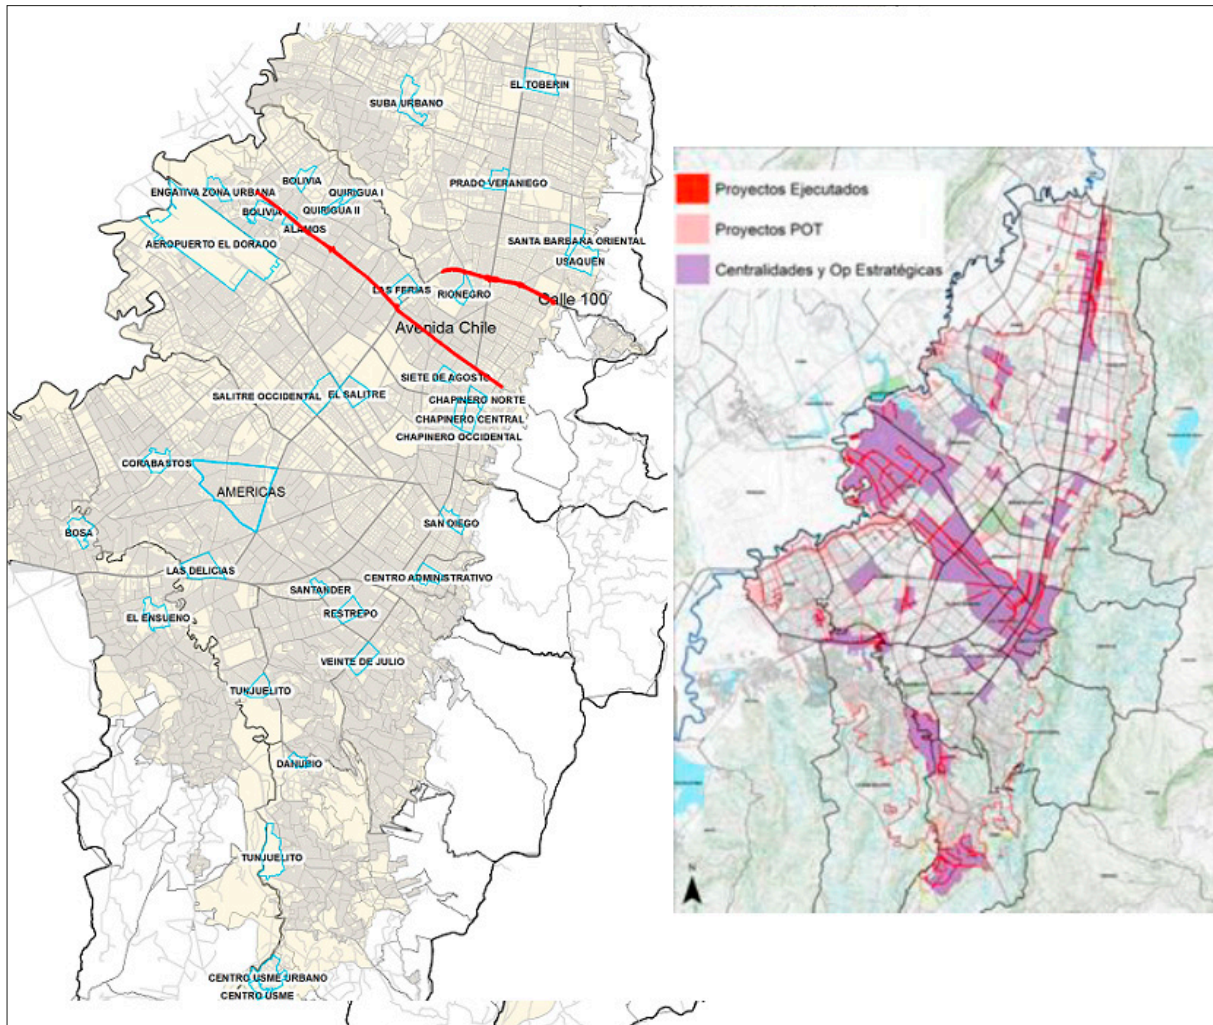 EL TOBERIN
SUBA URBANO
BOLIVIA
PRADO VERANIEGO
ENGATIVA ZONA URBANA
QUIRIGUA I
BOLIVIA
QUIRIGUA II
ALAMOS
AEROPUERTO EL DORADO
SANTA BARBARA ORIENTAL
USAQUEN
LAS FERIAS
RIONEGRO
Calle 100
Avenida Chile
SIETE DE AGOSTO
SALITRE OCCIDENTAL
EL SALITRE
CHAPINERO NORTE
CHAPINERO CENTRAL
CHAPINERO OCCIDENTAL
CORABASTOS
AMERICAS
BOSA
SAN DIEGO
LAS DELICIAS
CENTRO ADMINISTRATIVO
SANTANDER
RESTREPO
EL ENSUENO
VEINTE DE JULIO
TUNJUELITO
DANUBIO
TUNJUELITO
CENTRO USME URBANO
CENTRO USME
Proyectos Ejecutados
Proyectos POT
Centralidades y Op Estratégicas
N